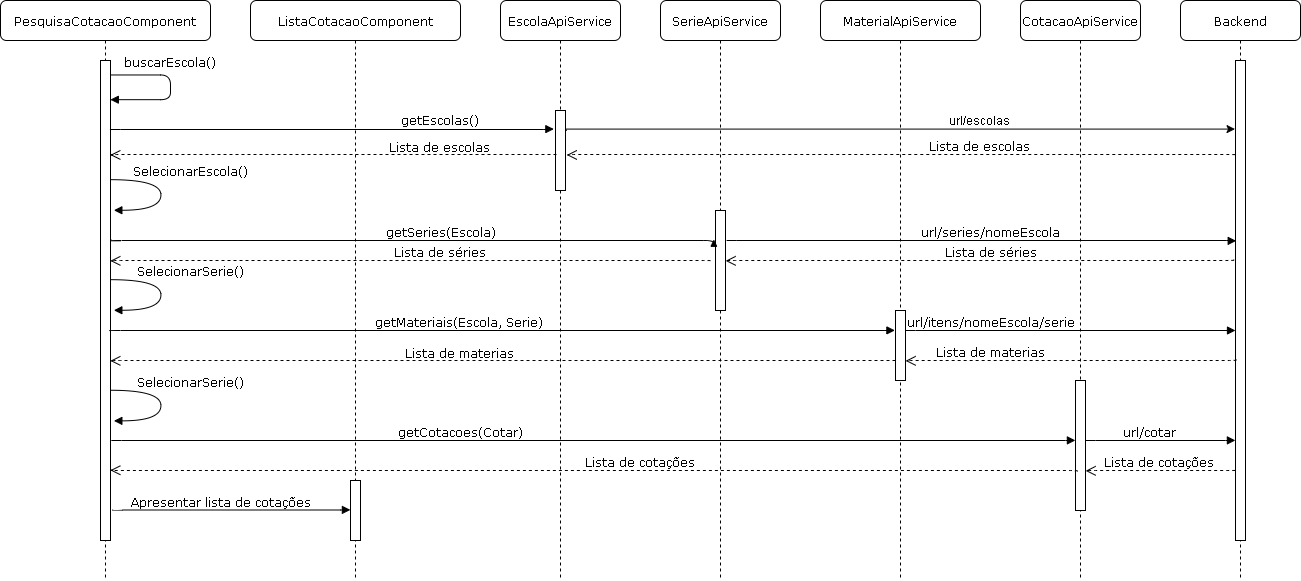 PesquisaCotacaoComponent
ListaCotacaoComponent
EscolaApiService
SerieApiService
MaterialApiService
CotacaoApiService
Backend
buscarEscola()
getEscolas()
url/escolas
Lista de escolas
Lista de escolas
SelecionarEscola()
getSeries(Escola)
url/series/nomeEscola
Lista de séries
Lista de séries
SelecionarSerie()
getMateriais(Escola, Serie)
url/itens/nomeEscola/serie
Lista de materias
Lista de materias
SelecionarSerie()
getCotacoes(Cotar)
url/cotar
Lista de cotações
Lista de cotações
Apresentar lista de cotações